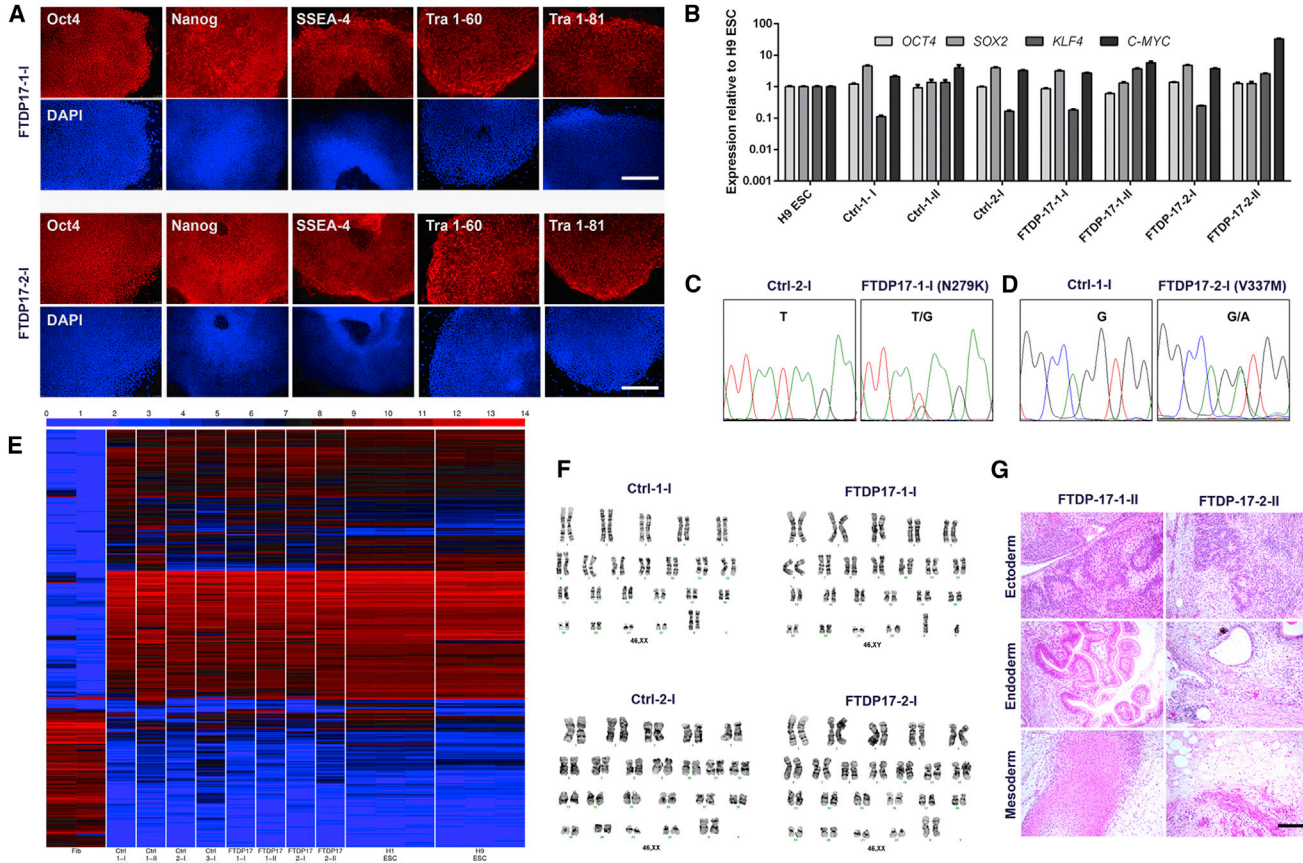 A
FTDP17-1-I
Oct4
Nanog
SSEA-4
Tra 1-60
Tra 1-81
DAPI
FTDP17-2-I
Oct4
Nanog
SSEA-4
Tra 1-60
Tra 1-81
DAPI
B
Expression relative to H9 ESC
100
10
1
0.1
0.01
0.001
OCT4
SOX2
KLF4
C-MYC
H9 ESC
Ctrl-1- I
Ctrl-1-II
Ctrl-2-I
FTDP-17-1-I
FTDP-17-1-II
FTDP-17-2-I
FTDP-17-2-II
C
Ctrl-2-I
T
FTDP17-1-I (N279K)
T/G
D
Ctrl-1-I
G
FTDP17-2-I (V337M)
G/A
E
0 2 3 4 5 6 7 8 9 10 11 12 13 14
Fib
Ctrl 1-I
Ctrl 1-II
Ctrl 2-I
Ctrl 3-I
FTDP17 1-I
FTDP17 1-II
FTDP17 2-I
FTDP17 2-II
H1 ESC
H9 ESC
F
Ctrl-1-I
46,XX
FTDP17-1-I
46,XY
Ctrl-2-I
46,XX
FTDP17-2-I
46,XX
G
FTDP-17-1-II
FTDP-17-2-II
Ectoderm
Endoderm
Mesoderm